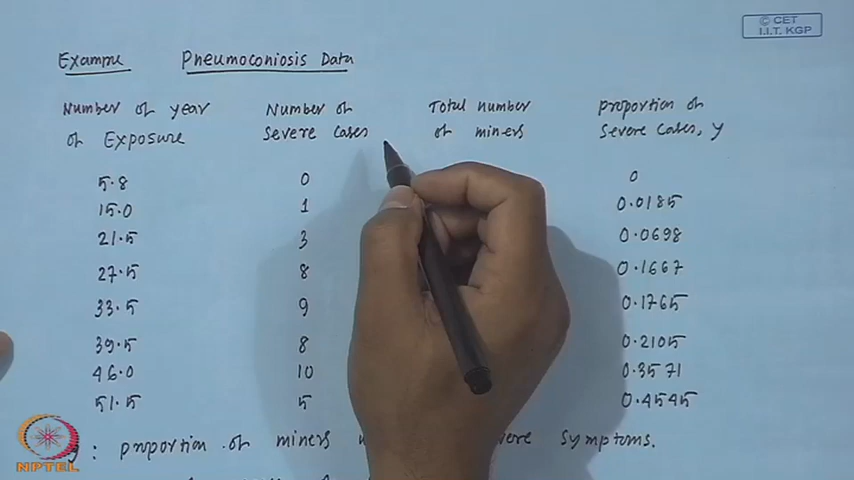 © CET
I.I.T. KGP
Example Pneumoconiosis Data
Number of year Number of Total number proportion of
of Exposure Severe Cases of miners Severe Cases, y
5.8 0 0
15.0 1 0.0185
21.5 3 0.0698
27.5 8 0.1667
33.5 9 0.1765
39.5 8 0.2105
46.0 10 0.3571
51.5 5 0.4545
: proportion of miners symptoms.
NPTEL